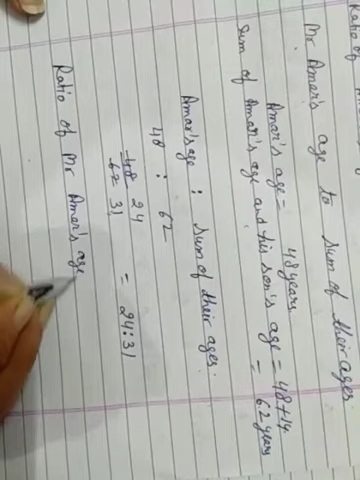 Ratio of
Mr Amar's age to sum of their ages
Amar's age = 48 years
Sum of Amar's age and his son's age = 48+14
= 62 years
Amar's age : Sum of their ages.
48 : 62
48 24
62 31 = 24:31
Ratio of Mr Amar's age